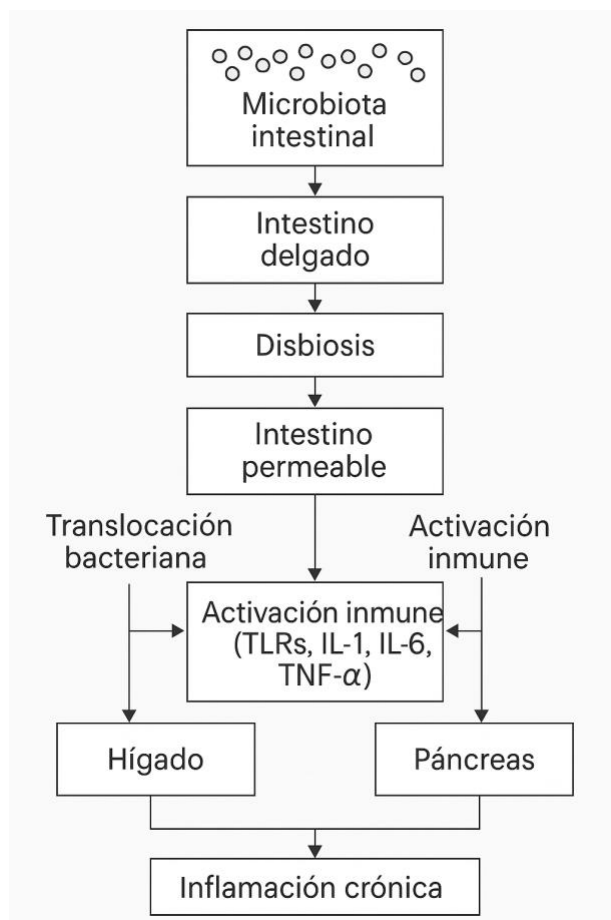 Microbiota
intestinal
Intestino
delgado
Disbiosis
Intestino
permeable
Translocación
bacteriana
Activación
inmune
Activación inmune
(TLRs, IL-1, IL-6,
TNF-α)
Hígado
Páncreas
Inflamación crónica